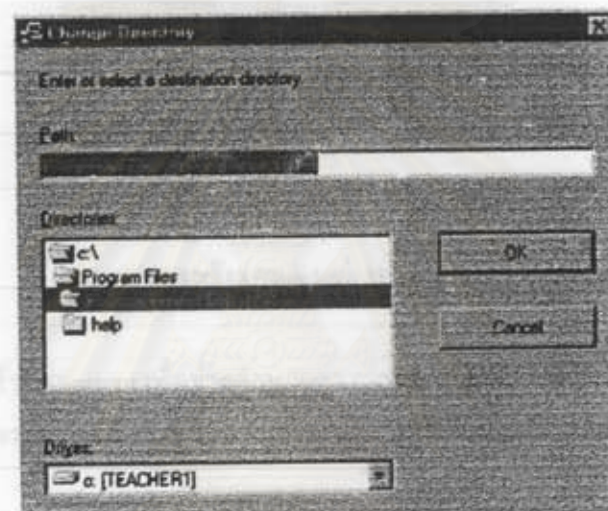 Change Directory
Enter or select a destination directory.
Path:
Directories:
c:\
Program Files
help
OK
Cancel
Drives:
c: [TEACHER1]